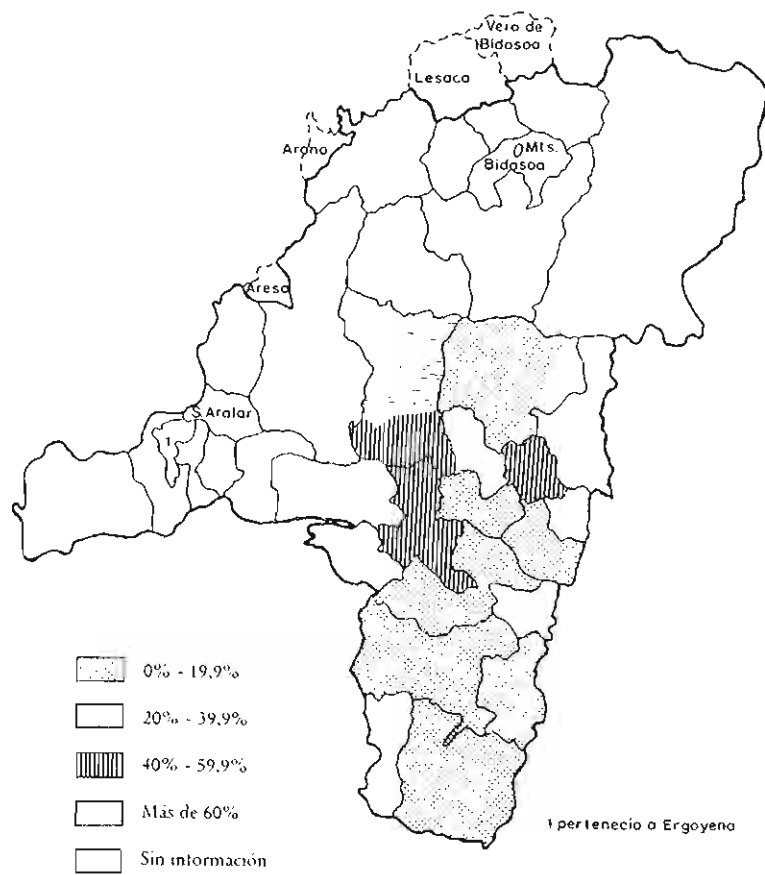 Vera de
Bidasoa
Lesaca
Arano
Mts.
Bidasoa
Aresa
S. Aralar
1
0% - 19,9%
20% - 39,9%
40% - 59,9%
Más de 60%
Sin información
1 pertenecio a Ergoyena